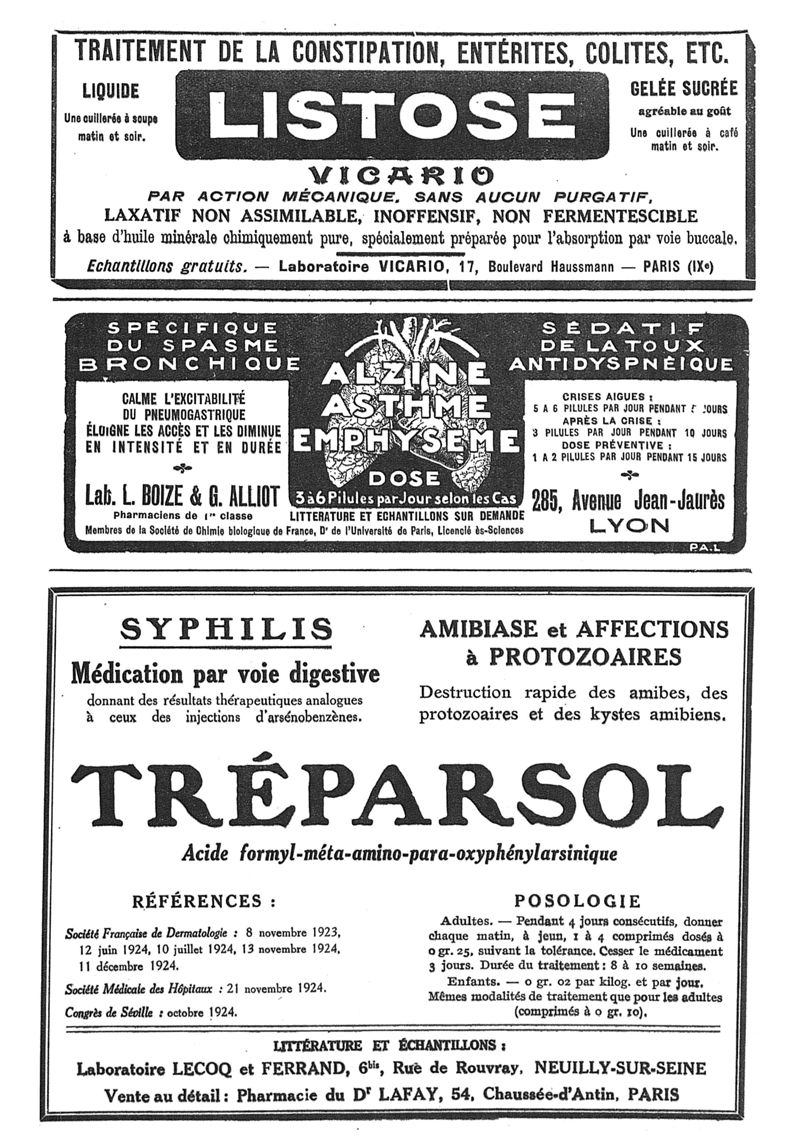 TRAITEMENT DE LA CONSTIPATION, ENTÉRITES, COLITES, ETC.
LIQUIDE
Une cuillerée à soupe
matin et soir.
LISTOSE
GELÉE SUCRÉE
agréable au goût
Une cuillerée à café
matin et soir.
VICARIO
PAR ACTION MÉCANIQUE, SANS AUCUN PURGATIF,
LAXATIF NON ASSIMILABLE, INOFFENSIF, NON FERMENTESCIBLE
à base d'huile minérale chimiquement pure, spécialement préparée pour l'absorption par voie buccale.
Echantillons gratuits. — Laboratoire VICARIO, 17, Boulevard Haussmann — PARIS (IXe)
SPÉCIFIQUE
DU SPASME
BRONCHIQUE
CALME L'EXCITABILITÉ
DU PNEUMOGASTRIQUE
ÉLOIGNE LES ACCÈS ET LES DIMINUE
EN INTENSITÉ ET EN DURÉE
Lab. L. BOIZE & G. ALLIOT
Pharmaciens de 1re classe
ALZINE
ASTHME
EMPHYSEME
DOSE
3 à 6 Pilules par Jour selon les Cas
LITTERATURE ET ECHANTILLONS SUR DEMANDE
SÉDATIF
DE LA TOUX
ANTIDYSPNÉIQUE
CRISES AIGUES :
5 A 6 PILULES PAR JOUR PENDANT JOURS
APRÈS LA CRISE :
3 PILULES PAR JOUR PENDANT 10 JOURS
DOSE PRÉVENTIVE :
1 A 2 PILULES PAR JOUR PENDANT 15 JOURS
285, Avenue Jean-Jaurès
LYON
Membres de la Société de Chimie biologique de France, Dr de l'Université de Paris, Licencié ès-Sciences
P.A.L
SYPHILIS
Médication par voie digestive
donnant des résultats thérapeutiques analogues
à ceux des injections d'arsénobenzènes.
AMIBIASE et AFFECTIONS
à PROTOZOAIRES
Destruction rapide des amibes, des
protozoaires et des kystes amibiens.
TRÉPARSOL
Acide formyl-méta-amino-para-oxyphénylarsinique
RÉFÉRENCES :
Société Française de Dermatologie : 8 novembre 1923,
12 juin 1924, 10 juillet 1924, 13 novembre 1924,
11 décembre 1924.
Société Médicale des Hôpitaux : 21 novembre 1924.
Congrès de Séville : octobre 1924.
POSOLOGIE
Adultes. — Pendant 4 jours consécutifs, donner
chaque matin, à jeun, 1 à 4 comprimés dosés à
0 gr. 25, suivant la tolérance. Cesser le médicament
3 jours. Durée du traitement : 8 à 10 semaines.
Enfants. — 0 gr. 02 par kilog. et par jour.
Mêmes modalités de traitement que pour les adultes
(comprimés à 0 gr. 10).
LITTÉRATURE ET ÉCHANTILLONS :
Laboratoire LECOQ et FERRAND, 6bis, Rue de Rouvray, NEUILLY-SUR-SEINE
Vente au détail : Pharmacie du Dr LAFAY, 54, Chaussée-d'Antin, PARIS